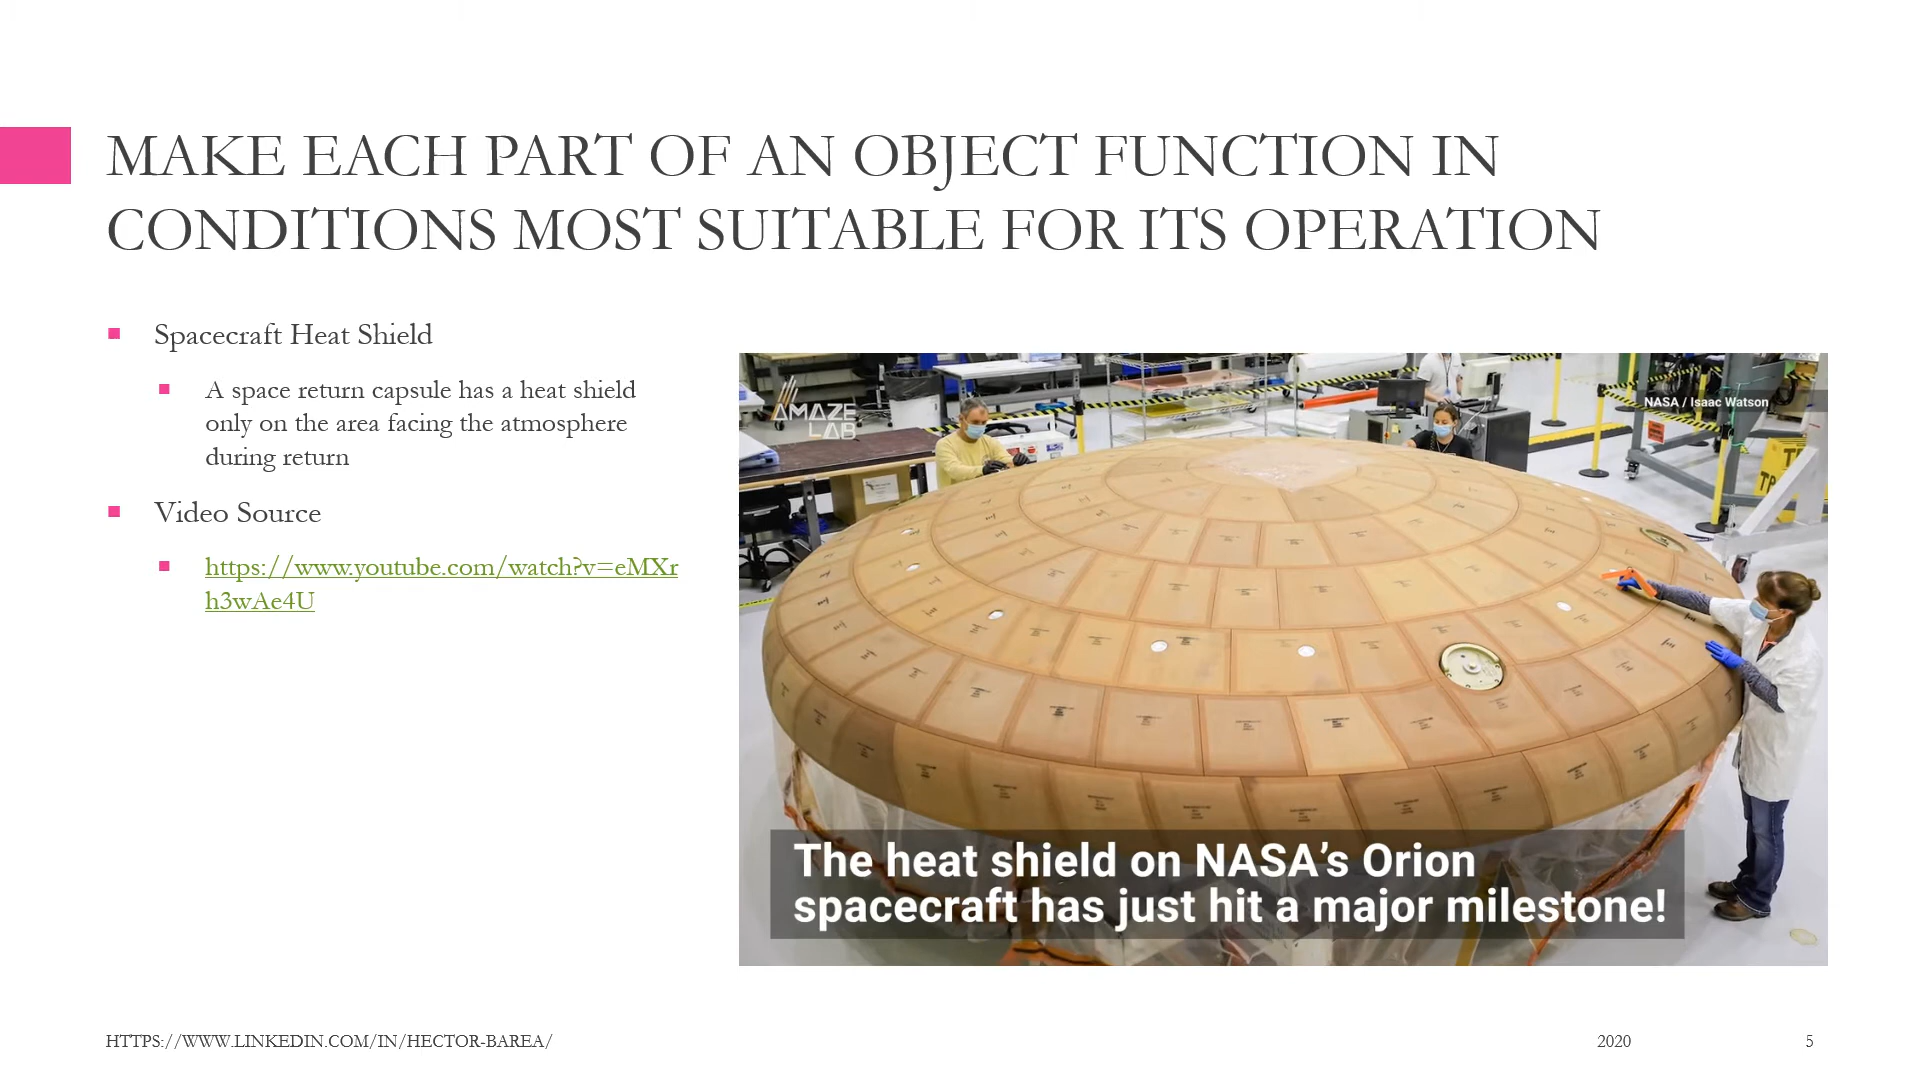 MAKE EACH PART OF AN OBJECT FUNCTION IN
CONDITIONS MOST SUITABLE FOR ITS OPERATION
Spacecraft Heat Shield
A space return capsule has a heat shield
only on the area facing the atmosphere
during return
Video Source
https://www.youtube.com/watch?v=eMXr
h3wAe4U
AMAZE
LAB
NASA / Isaac Watson
The heat shield on NASA’s Orion
spacecraft has just hit a major milestone!
HTTPS://WWW.LINKEDIN.COM/IN/HECTOR-BAREA/
2020
5